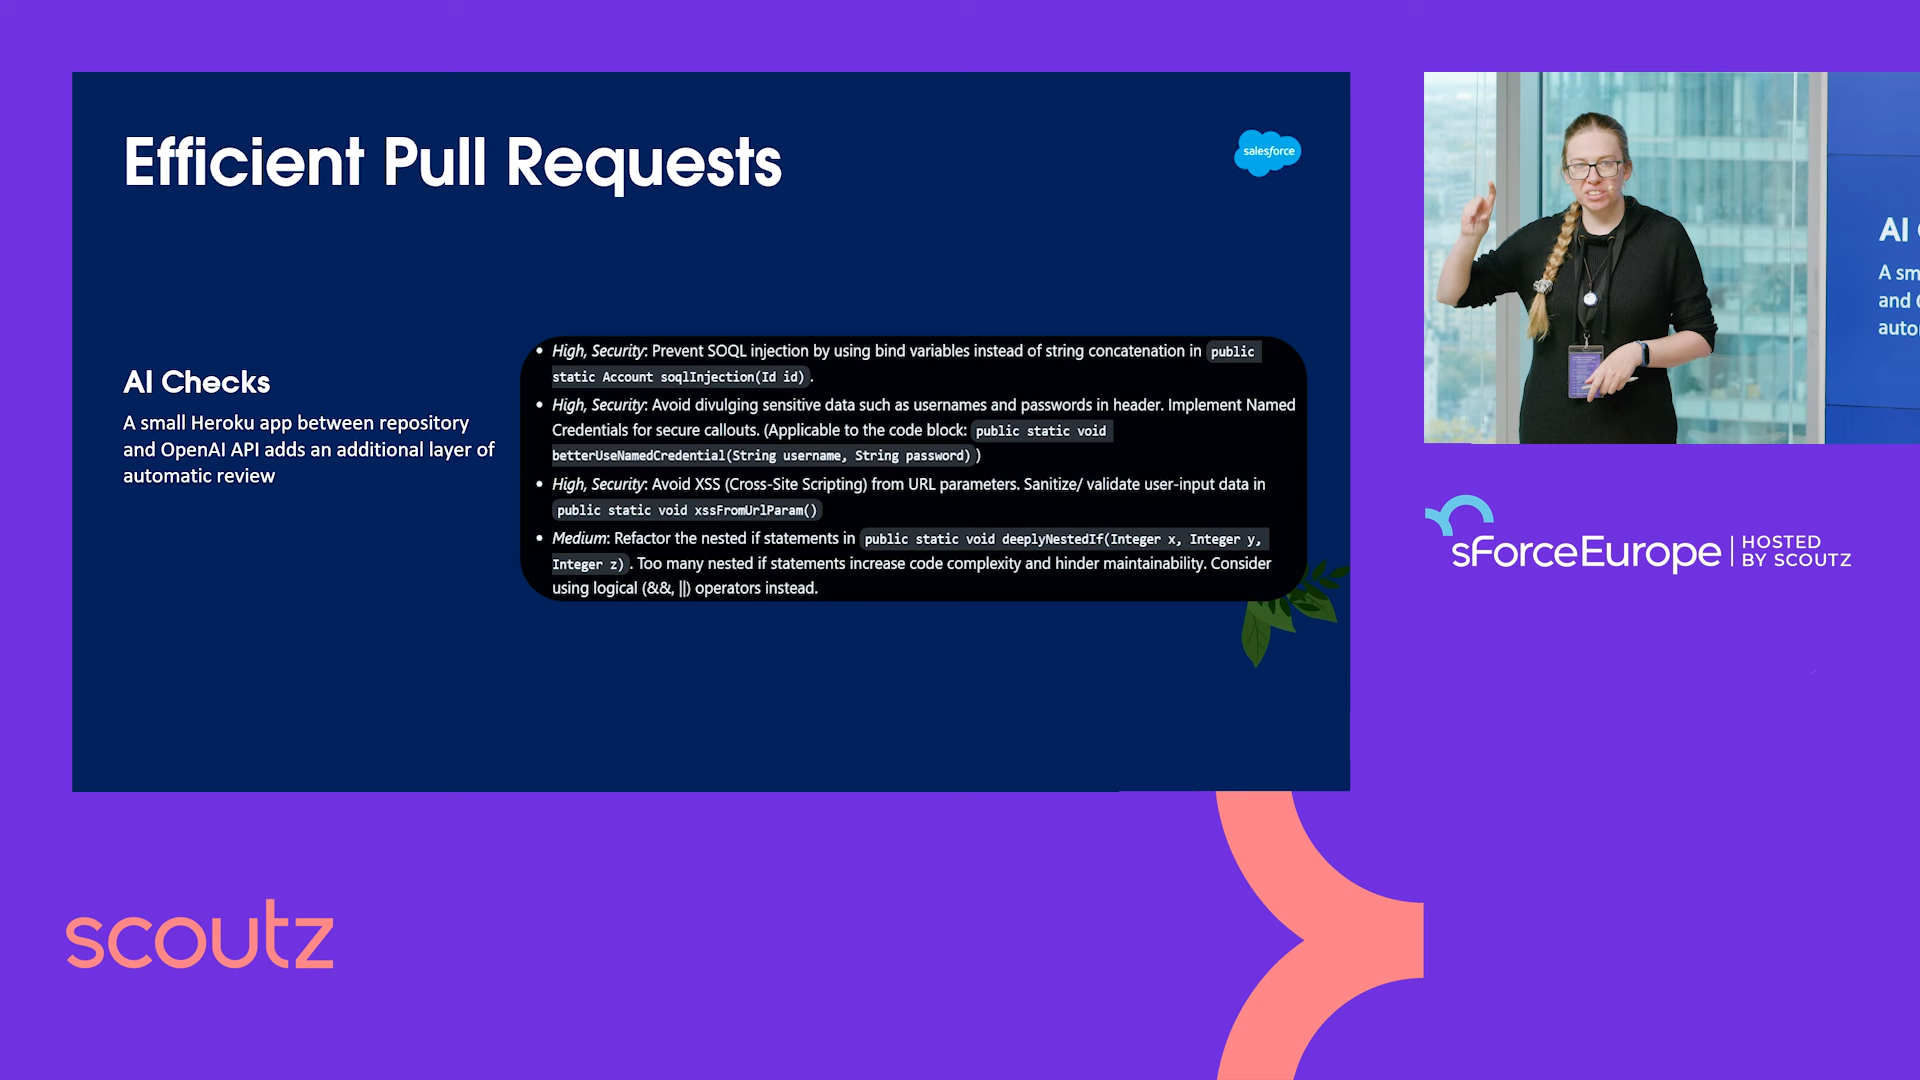 Efficient Pull Requests
salesforce
AI Checks
A small Heroku app between repository
and OpenAI API adds an additional layer of
automatic review
• High, Security: Prevent SOQL injection by using bind variables instead of string concatenation in public
static Account soqlInjection(Id id).
• High, Security: Avoid divulging sensitive data such as usernames and passwords in header. Implement Named
Credentials for secure callouts. (Applicable to the code block: public static void
betterUseNamedCredential(String username, String password))
• High, Security: Avoid XSS (Cross-Site Scripting) from URL parameters. Sanitize/ validate user-input data in
public static void xssFromUrlParam()
• Medium: Refactor the nested if statements in public static void deeplyNestedIf(Integer x, Integer y,
Integer z). Too many nested if statements increase code complexity and hinder maintainability. Consider
using logical (&&, ||) operators instead.
AI
A sm
and
auto
sForceEurope | HOSTED
BY SCOUTZ
scoutz